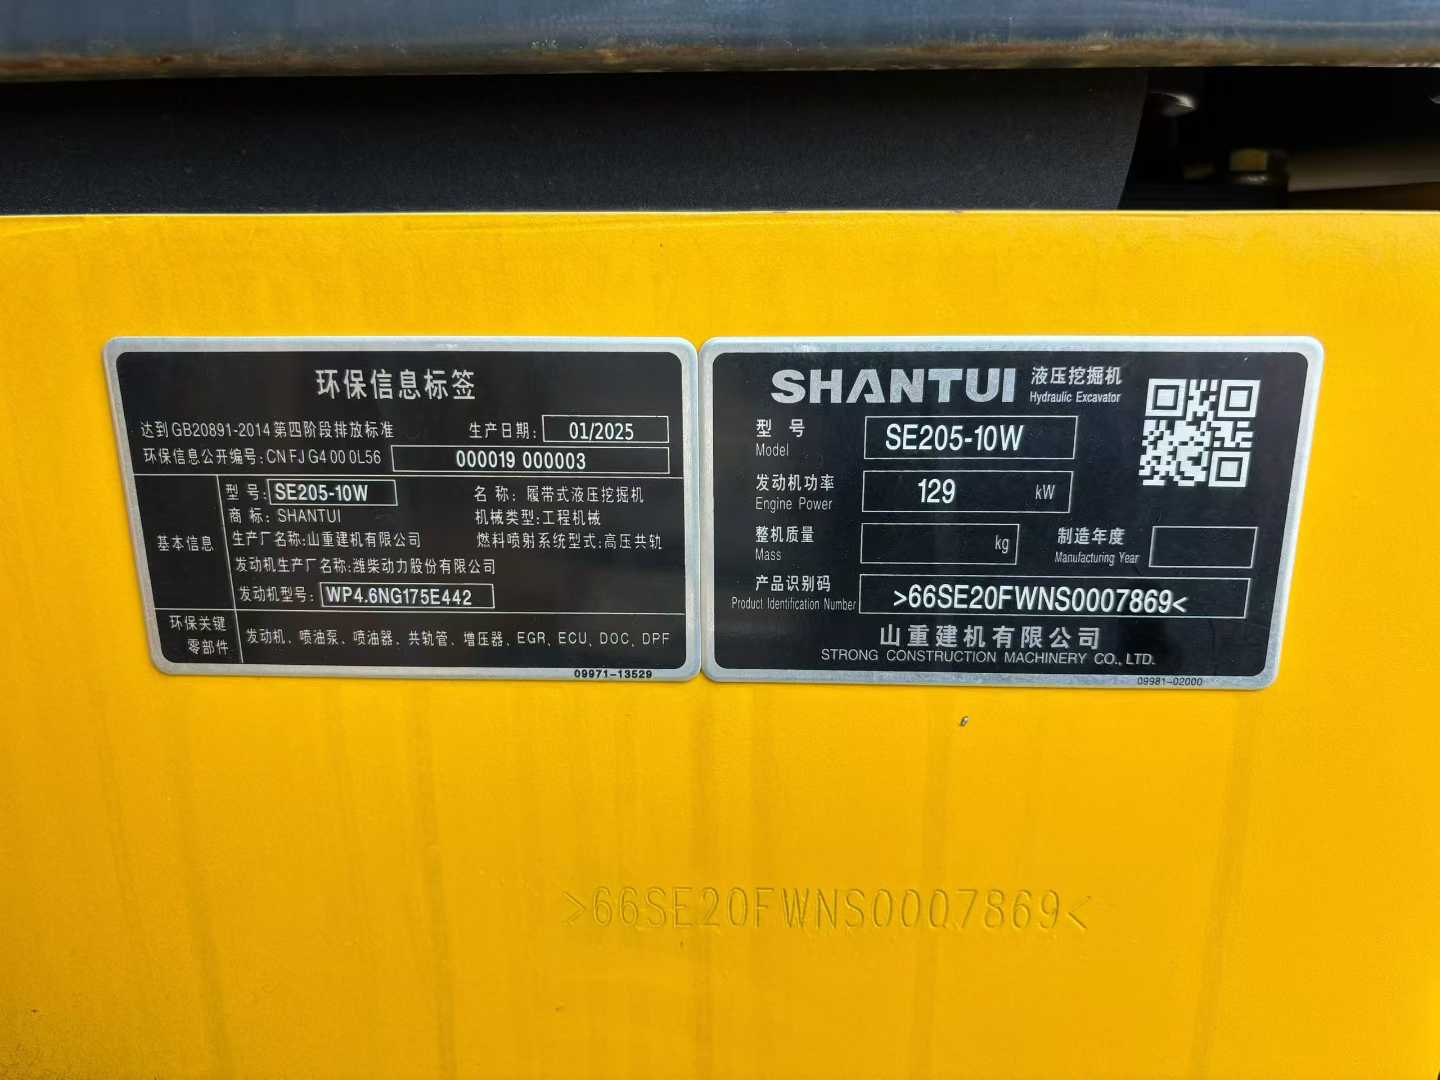 环保信息标签
达到GB20891-2014第四阶段排放标准 生产日期: 01/2025
环保信息公开编号:CN FJ G4 00 0L56 000019 000003
基本信息
型 号: SE205-10W 名 称: 履带式液压挖掘机
商 标: SHANTUI 机械类型:工程机械
生产厂名称:山重建机有限公司 燃料喷射系统型式:高压共轨
发动机生产厂名称:潍柴动力股份有限公司
发动机型号: WP4.6NG175E442
环保关键
零部件
发动机、喷油泵、喷油器、共轨管、增压器、EGR、ECU、DOC、DPF
09971-13529
SHANTUI 液压挖掘机
Hydraulic Excavator
型 号
Model
SE205-10W
发动机功率
Engine Power
129 kW
整机质量
Mass
kg
制造年度
Manufacturing Year
产品识别码
Product Identification Number
>66SE20FWNS0007869<
山重建机有限公司
STRONG CONSTRUCTION MACHINERY CO., LTD.
09981-02000
>66SE20FWNS0007869<